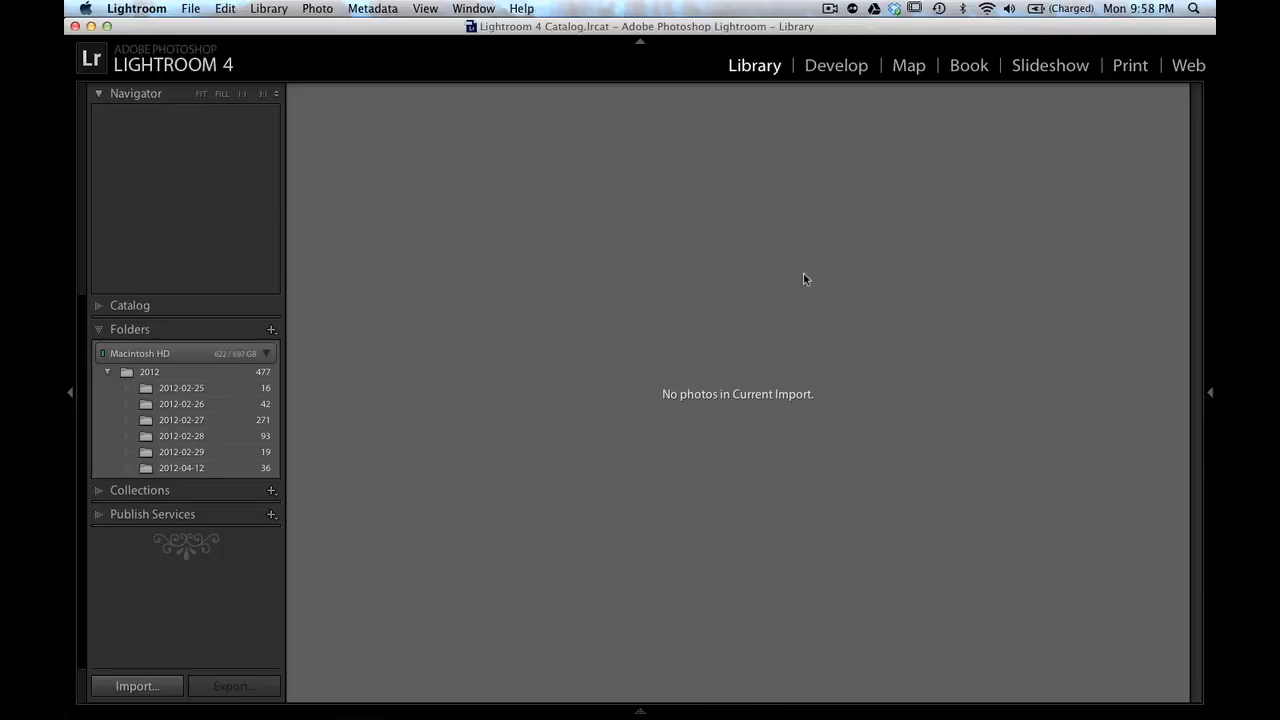 Lightroom File Edit Library Photo Metadata View Window Help (Charged) Mon 9:58 PM
Lightroom 4 Catalog.lrcat – Adobe Photoshop Lightroom – Library
Lr
ADOBE PHOTOSHOP
LIGHTROOM 4
Library | Develop | Map | Book | Slideshow | Print | Web
Navigator FIT FILL 1:1 3:1
Catalog
Folders
Macintosh HD 622 / 697 GB
2012 477
2012-02-25 16
2012-02-26 42
2012-02-27 271
2012-02-28 93
2012-02-29 19
2012-04-12 36
Collections
Publish Services
Import...
Export...
No photos in Current Import.